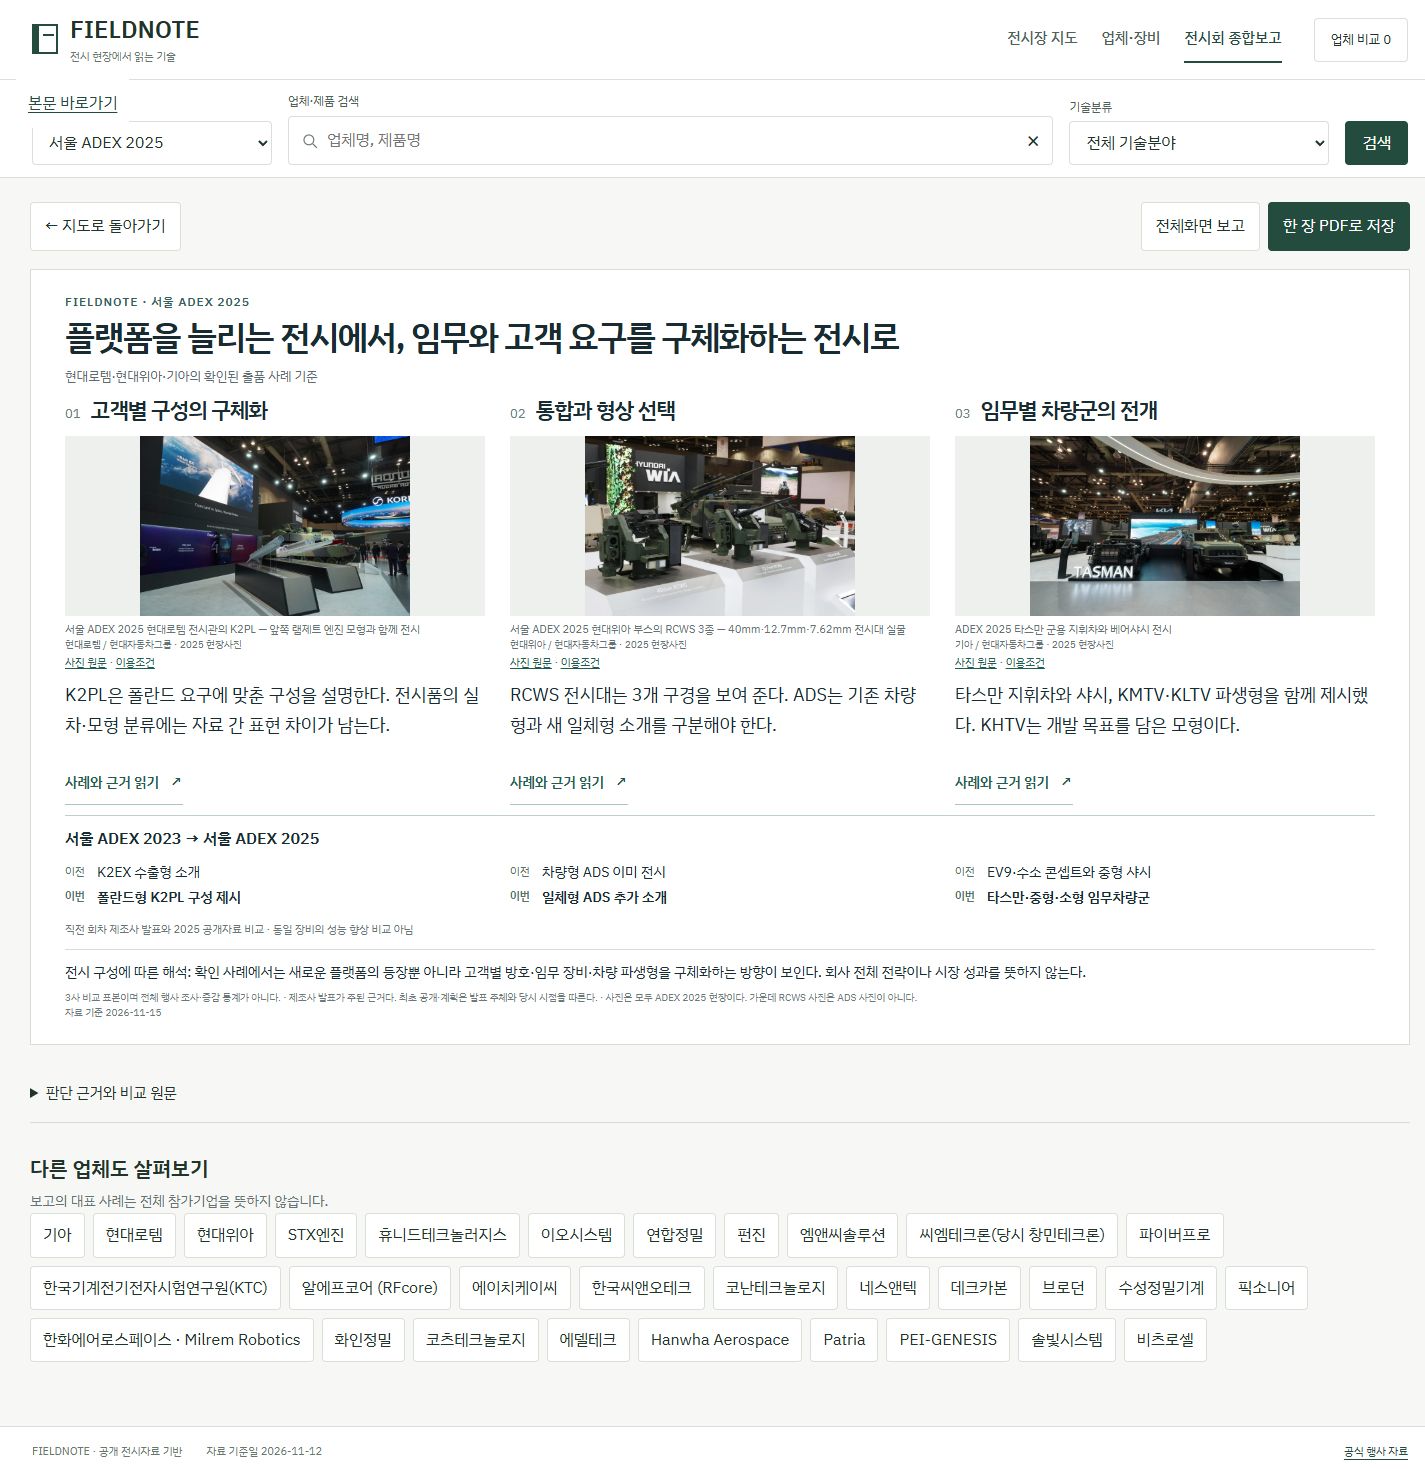 FIELDNOTE
전시 현장에서 읽는 기술
전시장 지도
업체·장비
전시회 종합보고
업체 비교 0
본문 바로가기
서울 ADEX 2025
업체·제품 검색
업체명, 제품명
기술분류
전체 기술분야
검색
← 지도로 돌아가기
전체화면 보고
한 장 PDF로 저장
FIELDNOTE · 서울 ADEX 2025
플랫폼을 늘리는 전시에서, 임무와 고객 요구를 구체화하는 전시로
현대로템·현대위아·기아의 확인된 출품 사례 기준
01 고객별 구성의 구체화
KOR
서울 ADEX 2025 현대로템 전시관의 K2PL — 앞쪽 램제트 엔진 모형과 함께 전시
현대로템 / 현대자동차그룹 · 2025 현장사진
사진 원문 · 이용조건
K2PL은 폴란드 요구에 맞춘 구성을 설명한다. 전시품의 실
차·모형 분류에는 자료 간 표현 차이가 남는다.
사례와 근거 읽기 ↗
02 통합과 형상 선택
HYUNDAI
WIA
서울 ADEX 2025 현대위아 부스의 RCWS 3종 — 40mm·12.7mm·7.62mm 전시대 실물
현대위아 / 현대자동차그룹 · 2025 현장사진
사진 원문 · 이용조건
RCWS 전시대는 3개 구경을 보여 준다. ADS는 기존 차량
형과 새 일체형 소개를 구분해야 한다.
사례와 근거 읽기 ↗
03 임무별 차량군의 전개
KIA
WIA
TASMAN
ADEX 2025 타스만 군용 지휘차와 베어샤시 전시
기아 / 현대자동차그룹 · 2025 현장사진
사진 원문 · 이용조건
타스만 지휘차와 샤시, KMTV·KLTV 파생형을 함께 제시했
다. KHTV는 개발 목표를 담은 모형이다.
사례와 근거 읽기 ↗
서울 ADEX 2023 → 서울 ADEX 2025
이전 K2EX 수출형 소개
이번 폴란드형 K2PL 구성 제시
이전 차량형 ADS 이미 전시
이번 일체형 ADS 추가 소개
이전 EV9·수소 콘셉트와 중형 샤시
이번 타스만·중형·소형 임무차량군
직전 회차 제조사 발표와 2025 공개자료 비교 · 동일 장비의 성능 향상 비교 아님
전시 구성에 따른 해석: 확인 사례에서는 새로운 플랫폼의 등장뿐 아니라 고객별 방호·임무 장비·차량 파생형을 구체화하는 방향이 보인다. 회사 전체 전략이나 시장 성과를 뜻하지 않는다.
3사 비교 표본이며 전체 행사 조사·증감 통계가 아니다. · 제조사 발표가 주된 근거다. 최초 공개·계획은 발표 주체와 당시 시점을 따른다. · 사진은 모두 ADEX 2025 현장이다. 가운데 RCWS 사진은 ADS 사진이 아니다.
자료 기준 2026-11-15
▶ 판단 근거와 비교 원문
다른 업체도 살펴보기
보고의 대표 사례는 전체 참가기업을 뜻하지 않습니다.
기아 현대로템 현대위아 STX엔진 휴니드테크놀러지스 이오시스템 연합정밀 펀진 엠앤씨솔루션 씨엠테크론(당시 창민테크론) 파이버프로
한국기계전기전자시험연구원(KTC) 알에프코어 (RFcore) 에이치케이씨 한국씨앤오테크 코난테크놀로지 네스앤텍 데크카본 브로던 수성정밀기계 픽소니어
한화에어로스페이스 · Milrem Robotics 화인정밀 코츠테크놀로지 에델테크 Hanwha Aerospace Patria PEI-GENESIS 솔빛시스템 비츠로셀
FIELDNOTE · 공개 전시자료 기반
자료 기준일 2026-11-12
공식 행사 자료